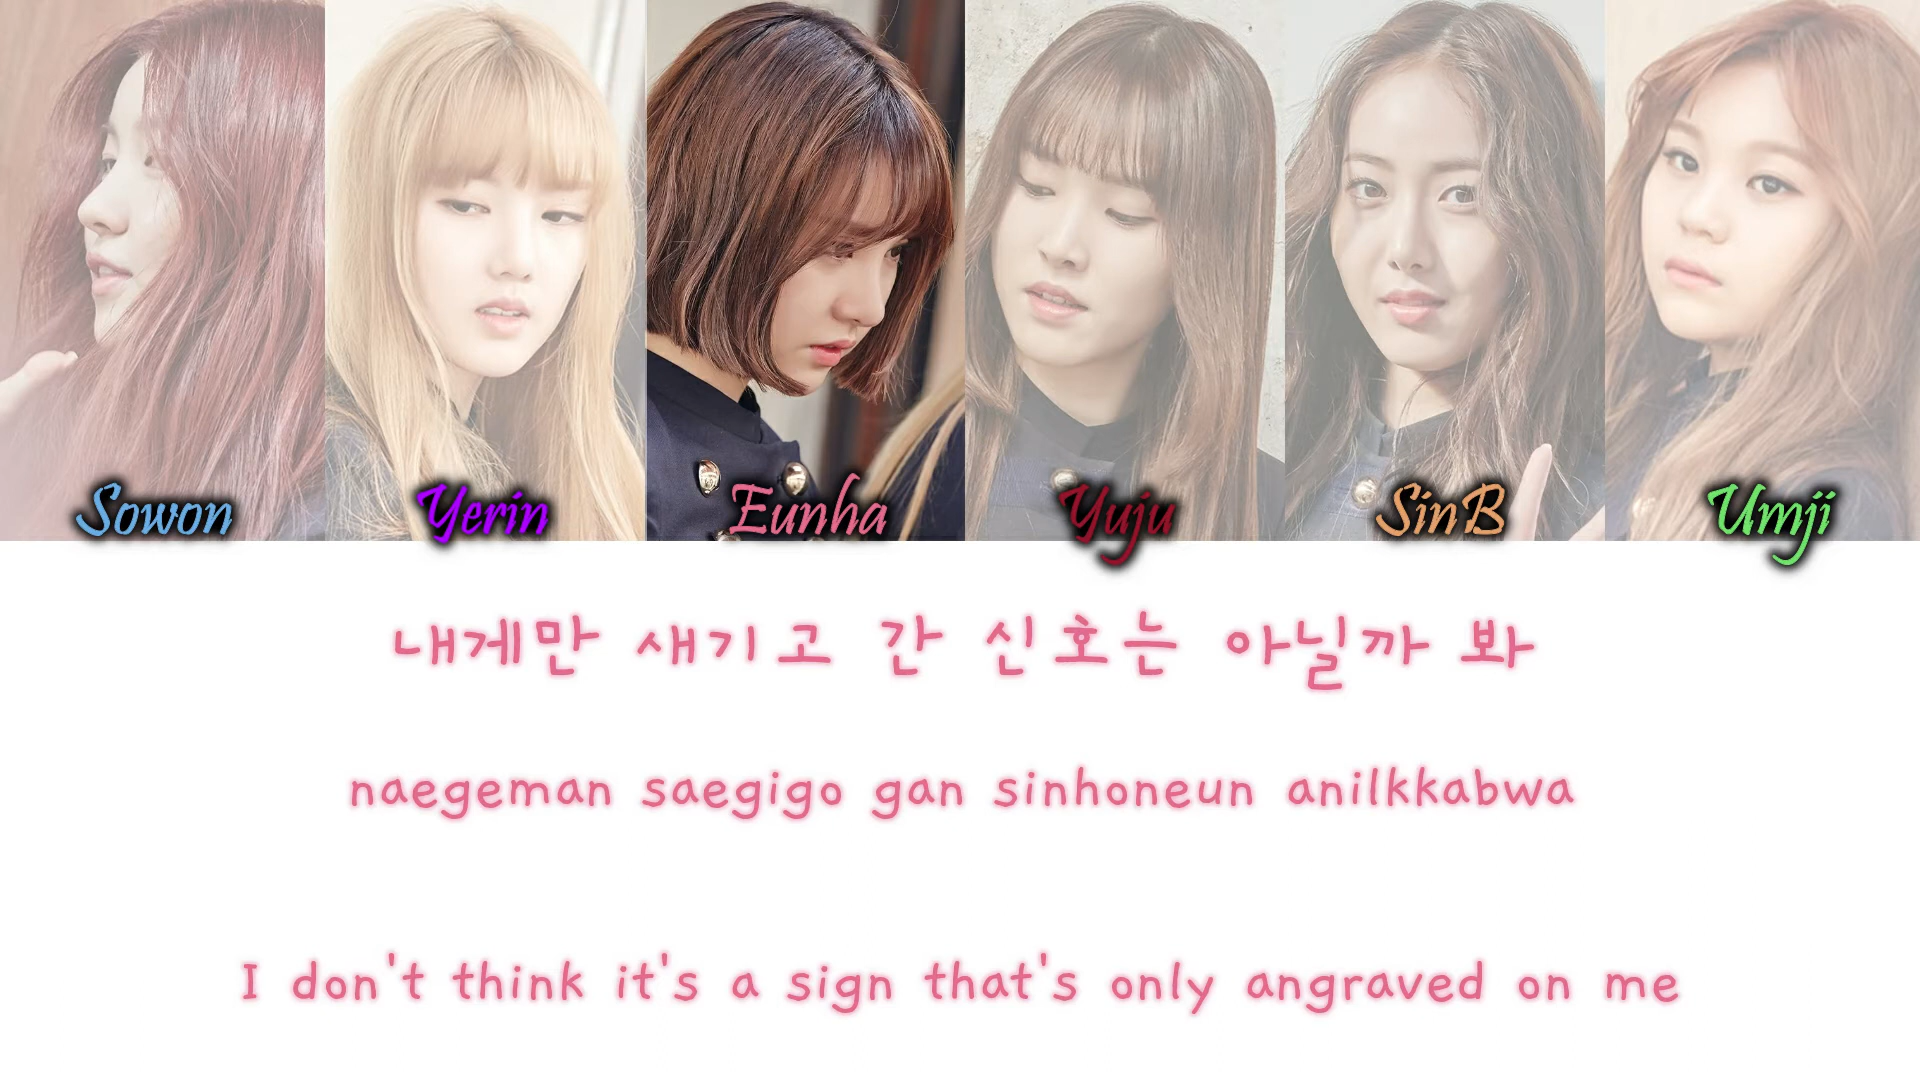 Sowon Yerin Eunha Yuju SinB Umji
내게만 새기고 간 신호는 아닐까 봐
naegeman saegigo gan sinhoneun anilkkabwa
I don't think it's a sign that's only angraved on me